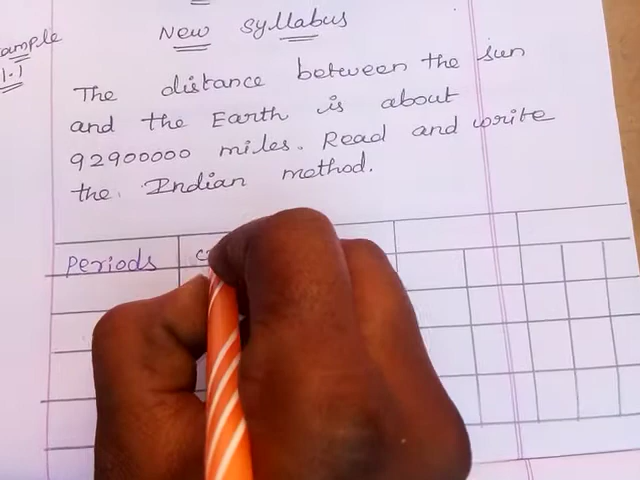 New Syllabus
ample
1.1
The distance between the sun
and the Earth is about
92900000 miles. Read and write
the Indian method.
Periods